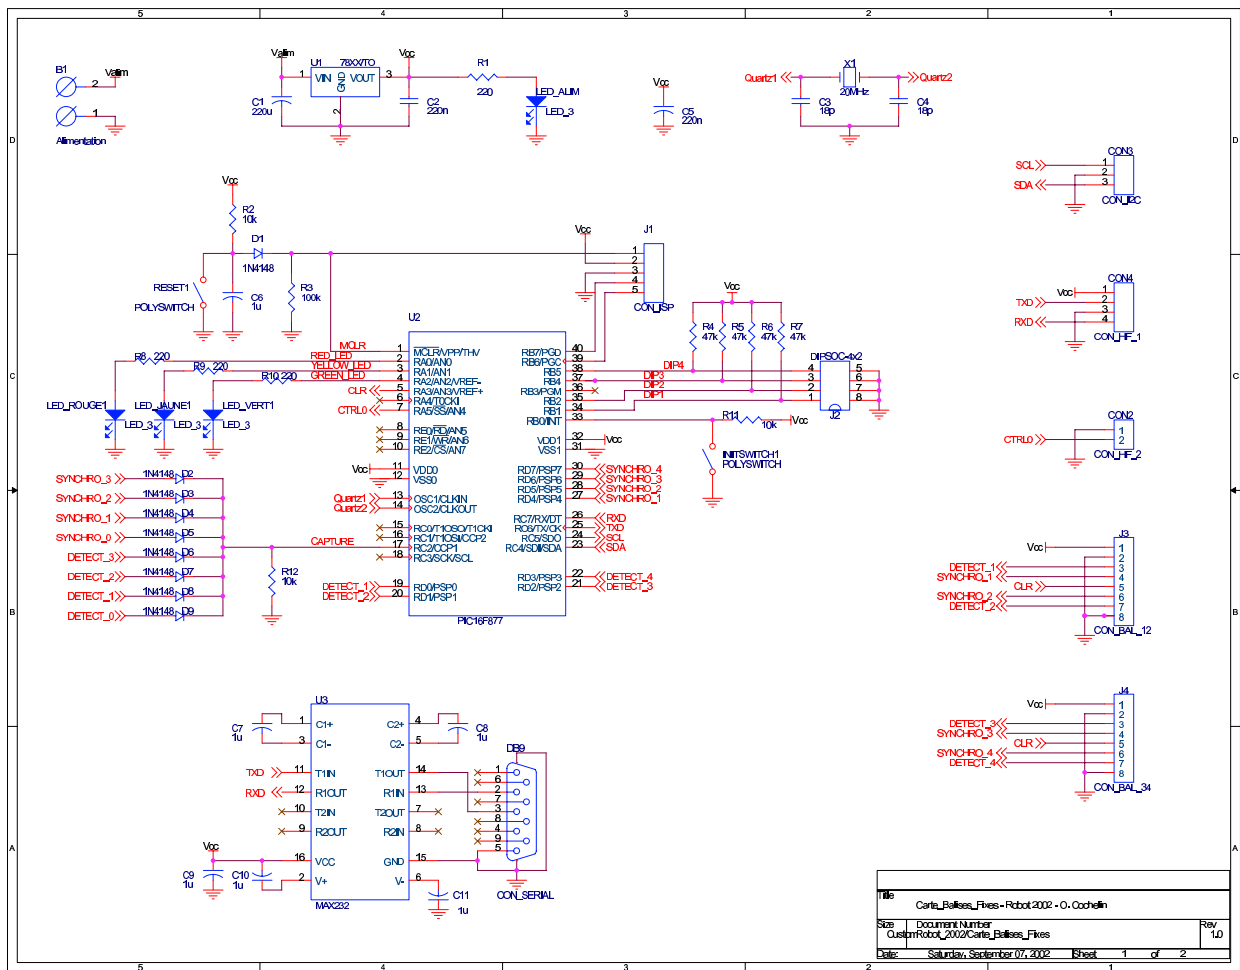 5 4 3 2 1
D
C
B
A
B1
Valim
2
1
Alimentation
Valim
U1 78XX/TO
1 VIN VOUT 3
GND
2
C1
220u
Vcc
C2
220n
R1
220
LED_ALIM
LED_3
Vcc
C5
220n
X1
Quartz1
Quartz2
20MHz
C3
18p
C4
18p
CON3
SCL
SDA
1
2
3
CON_I2C
Vcc
R2
10k
D1
1N4148
RESET1
POLYSWITCH
C6
1u
R3
100k
Vcc
J1
1
2
3
4
5
CON_ISP
CON4
Vcc
TXD
RXD
1
2
3
4
CON_HF_1
Vcc
R4
47k
R5
47k
R6
47k
R7
47k
DIPSOC-4x2
4 5
3 6
2 7
1 8
J2
DIP4
DIP3
DIP2
DIP1
R11
10k
Vcc
INITSWITCH1
POLYSWITCH
CON2
CTRL0
1
2
CON_HF_2
MCLR
RED_LED
YELLOW_LED
GREEN_LED
R8 220
R9 220
R10 220
LED_ROUGE1
LED_3
LED_JAUNE1
LED_3
LED_VERT1
LED_3
CLR
CTRL0
Vcc
Quartz1
Quartz2
CAPTURE
DETECT_1
DETECT_2
U2
1 MCLR/VPP/THV
2 RA0/AN0
3 RA1/AN1
4 RA2/AN2/VREF-
5 RA3/AN3/VREF+
6 RA4/T0CKI
7 RA5/SS/AN4
8 RE0/RD/AN5
9 RE1/WR/AN6
10 RE2/CS/AN7
11 VDD0
12 VSS0
13 OSC1/CLKIN
14 OSC2/CLKOUT
15 RC0/T1OSO/T1CKI
16 RC1/T1OSI/CCP2
17 RC2/CCP1
18 RC3/SCK/SCL
19 RD0/PSP0
20 RD1/PSP1
RB7/PGD 40
RB6/PGC 39
RB5 38
RB4 37
RB3/PGM 36
RB2 35
RB1 34
RB0/INT 33
VDD1 32 Vcc
VSS1 31
RD7/PSP7 30 SYNCHRO_4
RD6/PSP6 29 SYNCHRO_3
RD5/PSP5 28 SYNCHRO_2
RD4/PSP4 27 SYNCHRO_1
RC7/RX/DT 26 RXD
RC6/TX/CK 25 TXD
RC5/SDO 24 SCL
RC4/SDI/SDA 23 SDA
RD3/PSP3 22 DETECT_4
RD2/PSP2 21 DETECT_3
PIC16F877
SYNCHRO_3 1N4148 D2
SYNCHRO_2 1N4148 D3
SYNCHRO_1 1N4148 D4
SYNCHRO_0 1N4148 D5
DETECT_3 1N4148 D6
DETECT_2 1N4148 D7
DETECT_1 1N4148 D8
DETECT_0 1N4148 D9
R12
10k
J3
Vcc
DETECT_1
SYNCHRO_1
CLR
SYNCHRO_2
DETECT_2
1
2
3
4
5
6
7
8
CON_BAL_12
J4
Vcc
DETECT_3
SYNCHRO_3
CLR
SYNCHRO_4
DETECT_4
1
2
3
4
5
6
7
8
CON_BAL_34
U3
C7
1u
C8
1u
1 C1+ C2+ 4
3 C1- C2- 5
TXD 11 T1IN T1OUT 14
RXD 12 R1OUT R1IN 13
10 T2IN T2OUT 7
9 R2OUT R2IN 8
16 VCC GND 15
2 V+ V- 6
MAX232
Vcc
C9
1u
C10
1u
C11
1u
DB9
1
6
2
7
3
8
4
9
5
CON_SERIAL
Title
Carte_Balises_Fixes - Robot 2002 - O. Cochelin
Size Document Number Rev
Custom Robot_2002/Carte_Balises_Fixes 1.0
Date: Saturday, September 07, 2002 Sheet 1 of 2
5 4 3 2 1
D
C
B
A